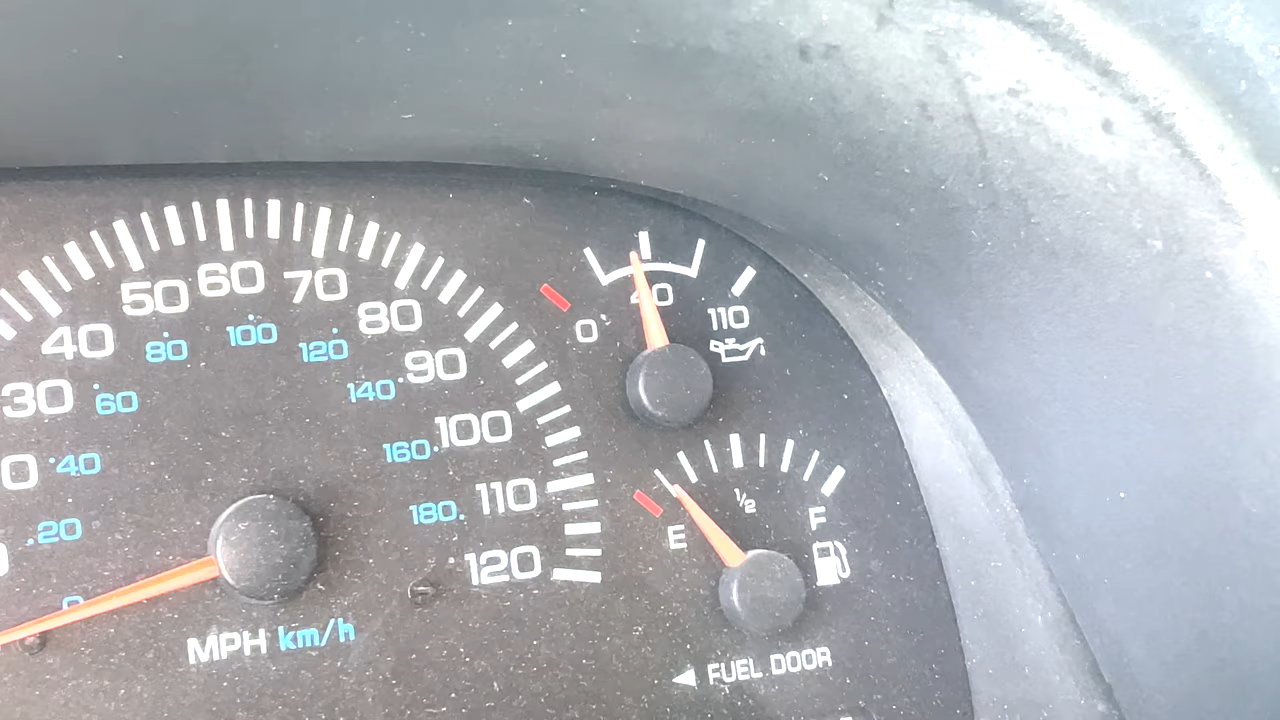 50 60 70
40 80
80 100 120
30 90
60 140
100
40 160
110
20 180
120
0
MPH km/h
0 40 110
1/2
E F
◄ FUEL DOOR